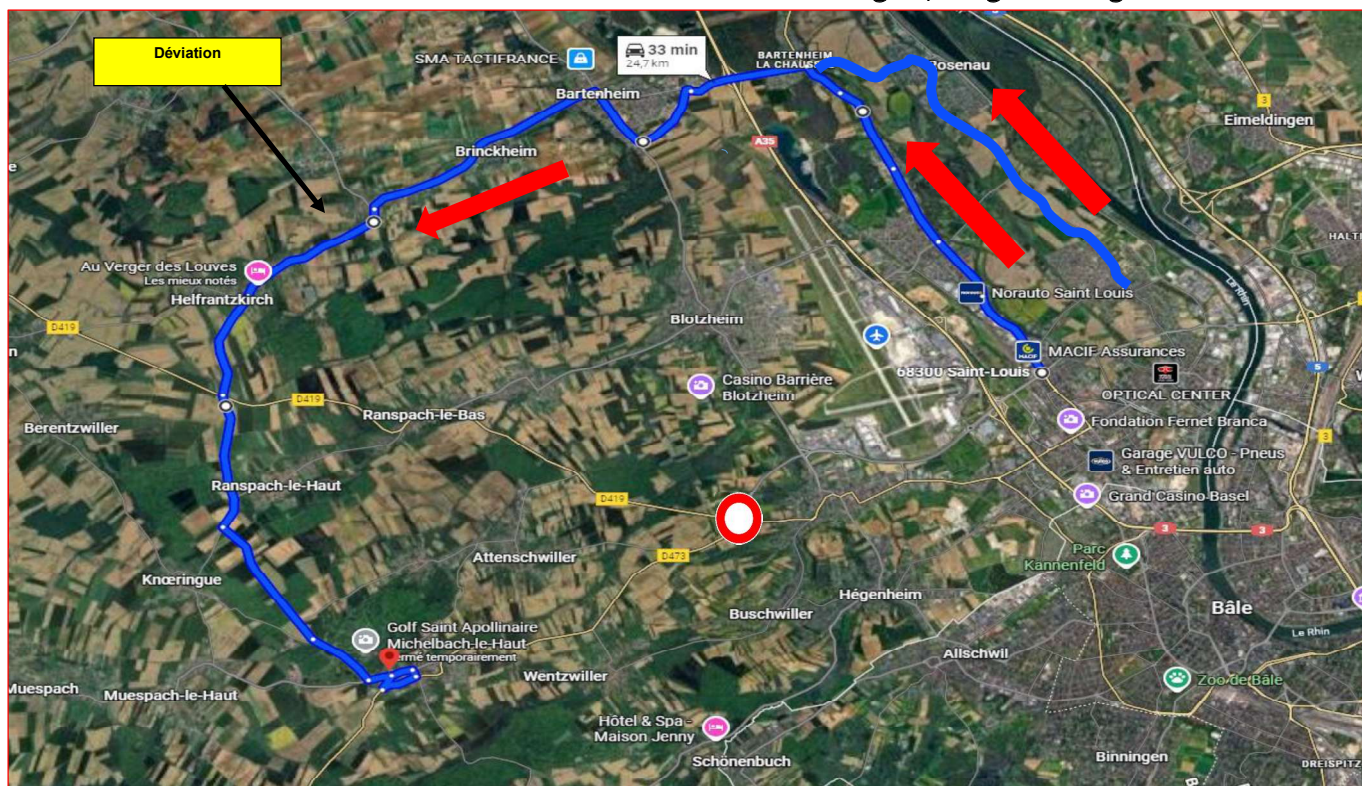 Déviation
SMA TACTIFRANCE
33 min
24,7 km
BARTENHEIM
LA CHAUSSÉE
Rosenau
Bartenheim
Eimeldingen
3
A35
Brinckheim
Au Verger des Louves
Les mieux notés
Helfrantzkirch
Norauto Saint Louis
Le Rhin
D419
Blotzheim
MACIF Assurances
68300 Saint-Louis
5
Casino Barrière
Blotzheim
OPTICAL CENTER
D419
Ranspach-le-Bas
Berentzwiller
Fondation Fernet Branca
3
Garage VULCO - Pneus
& Entretien auto
Ranspach-le-Haut
Grand Casino Basel
D419
3
3
D473
Attenschwiller
Parc
Kannenfeld
Knœringue
Hégenheim
Buschwiller
Bâle
Golf Saint Apollinaire
Michelbach-le-Haut
Le Rhin
Allschwil
Wentzwiller
Zoo de Bâle
Muespach
Muespach-le-Haut
Hôtel & Spa -
Maison Jenny
Schönenbuch
Binningen